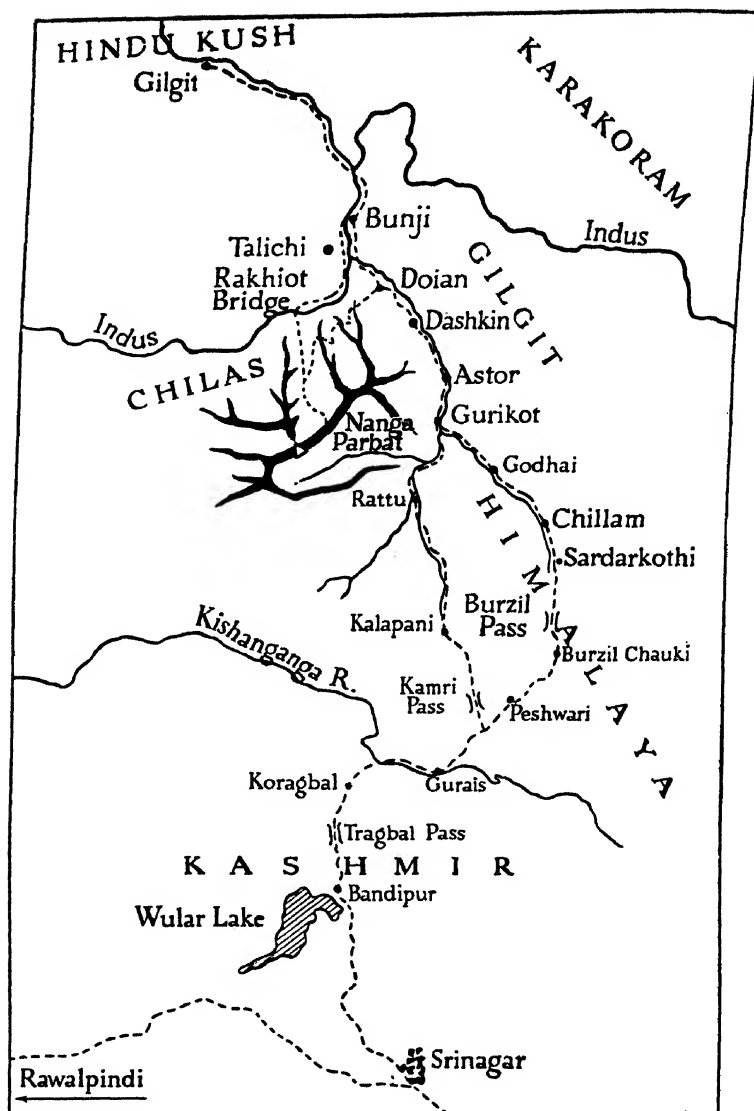 HINDU KUSH
Gilgit
KARAKORAM
Bunji
Indus
Talichi
GILGIT
Rakhiot
Bridge
Doian
Indus
Dashkin
CHILAS
Astor
Nanga
Parbat
Gurikot
Godhai
Rattu
HIMALAYA
Chillam
Sardarkothi
Burzil
Pass
Kalapani
Kishanganga R.
Burzil Chauki
Kamri
Pass
Peshwari
Koragbal
Gurais
Tragbal Pass
KASHMIR
Bandipur
Wular Lake
Srinagar
Rawalpindi